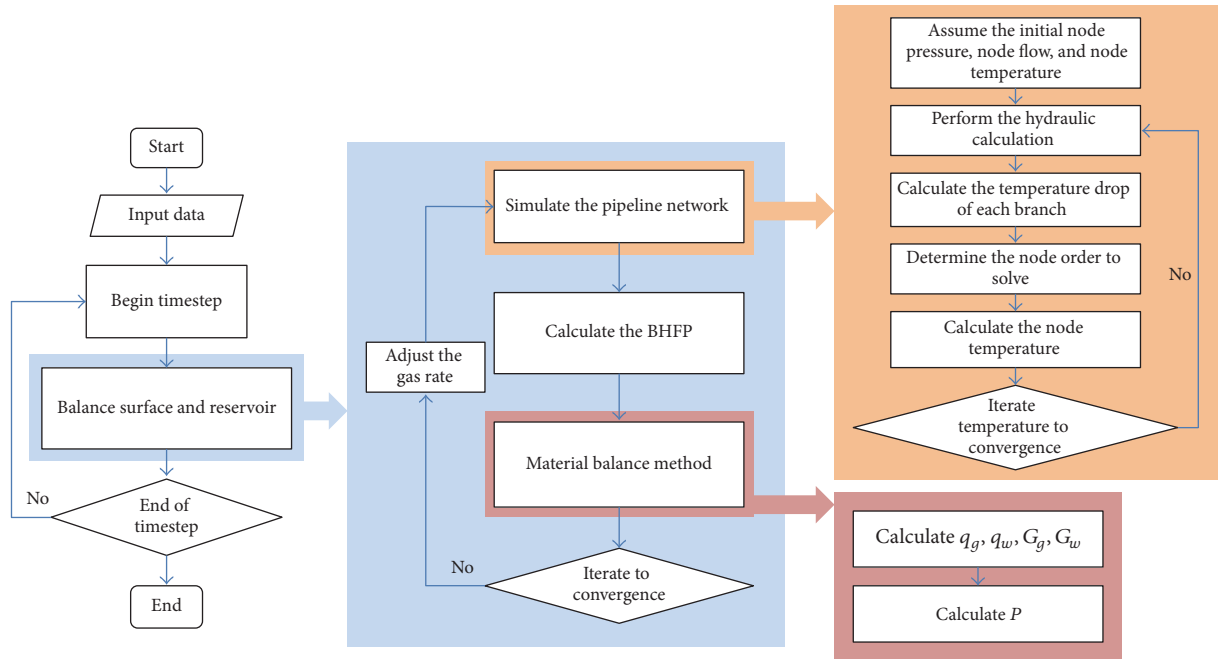 Start
Input data
Begin timestep
Balance surface and reservoir
No
End of
timestep
End
Simulate the pipeline network
Calculate the BHFP
Adjust the
gas rate
Material balance method
No
Iterate to
convergence
Assume the initial node
pressure, node flow, and node
temperature
Perform the hydraulic
calculation
Calculate the temperature drop
of each branch
Determine the node order to
solve
No
Calculate the node
temperature
Iterate
temperature to
convergence
Calculate q_g, q_w, G_g, G_w
Calculate P